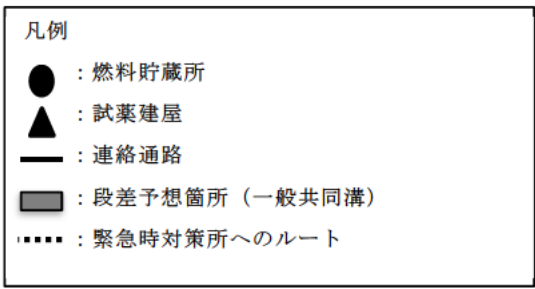 凡例
：燃料貯蔵所
：試薬建屋
：連絡通路
：段差予想箇所（一般共同溝）
：緊急時対策所へのルート